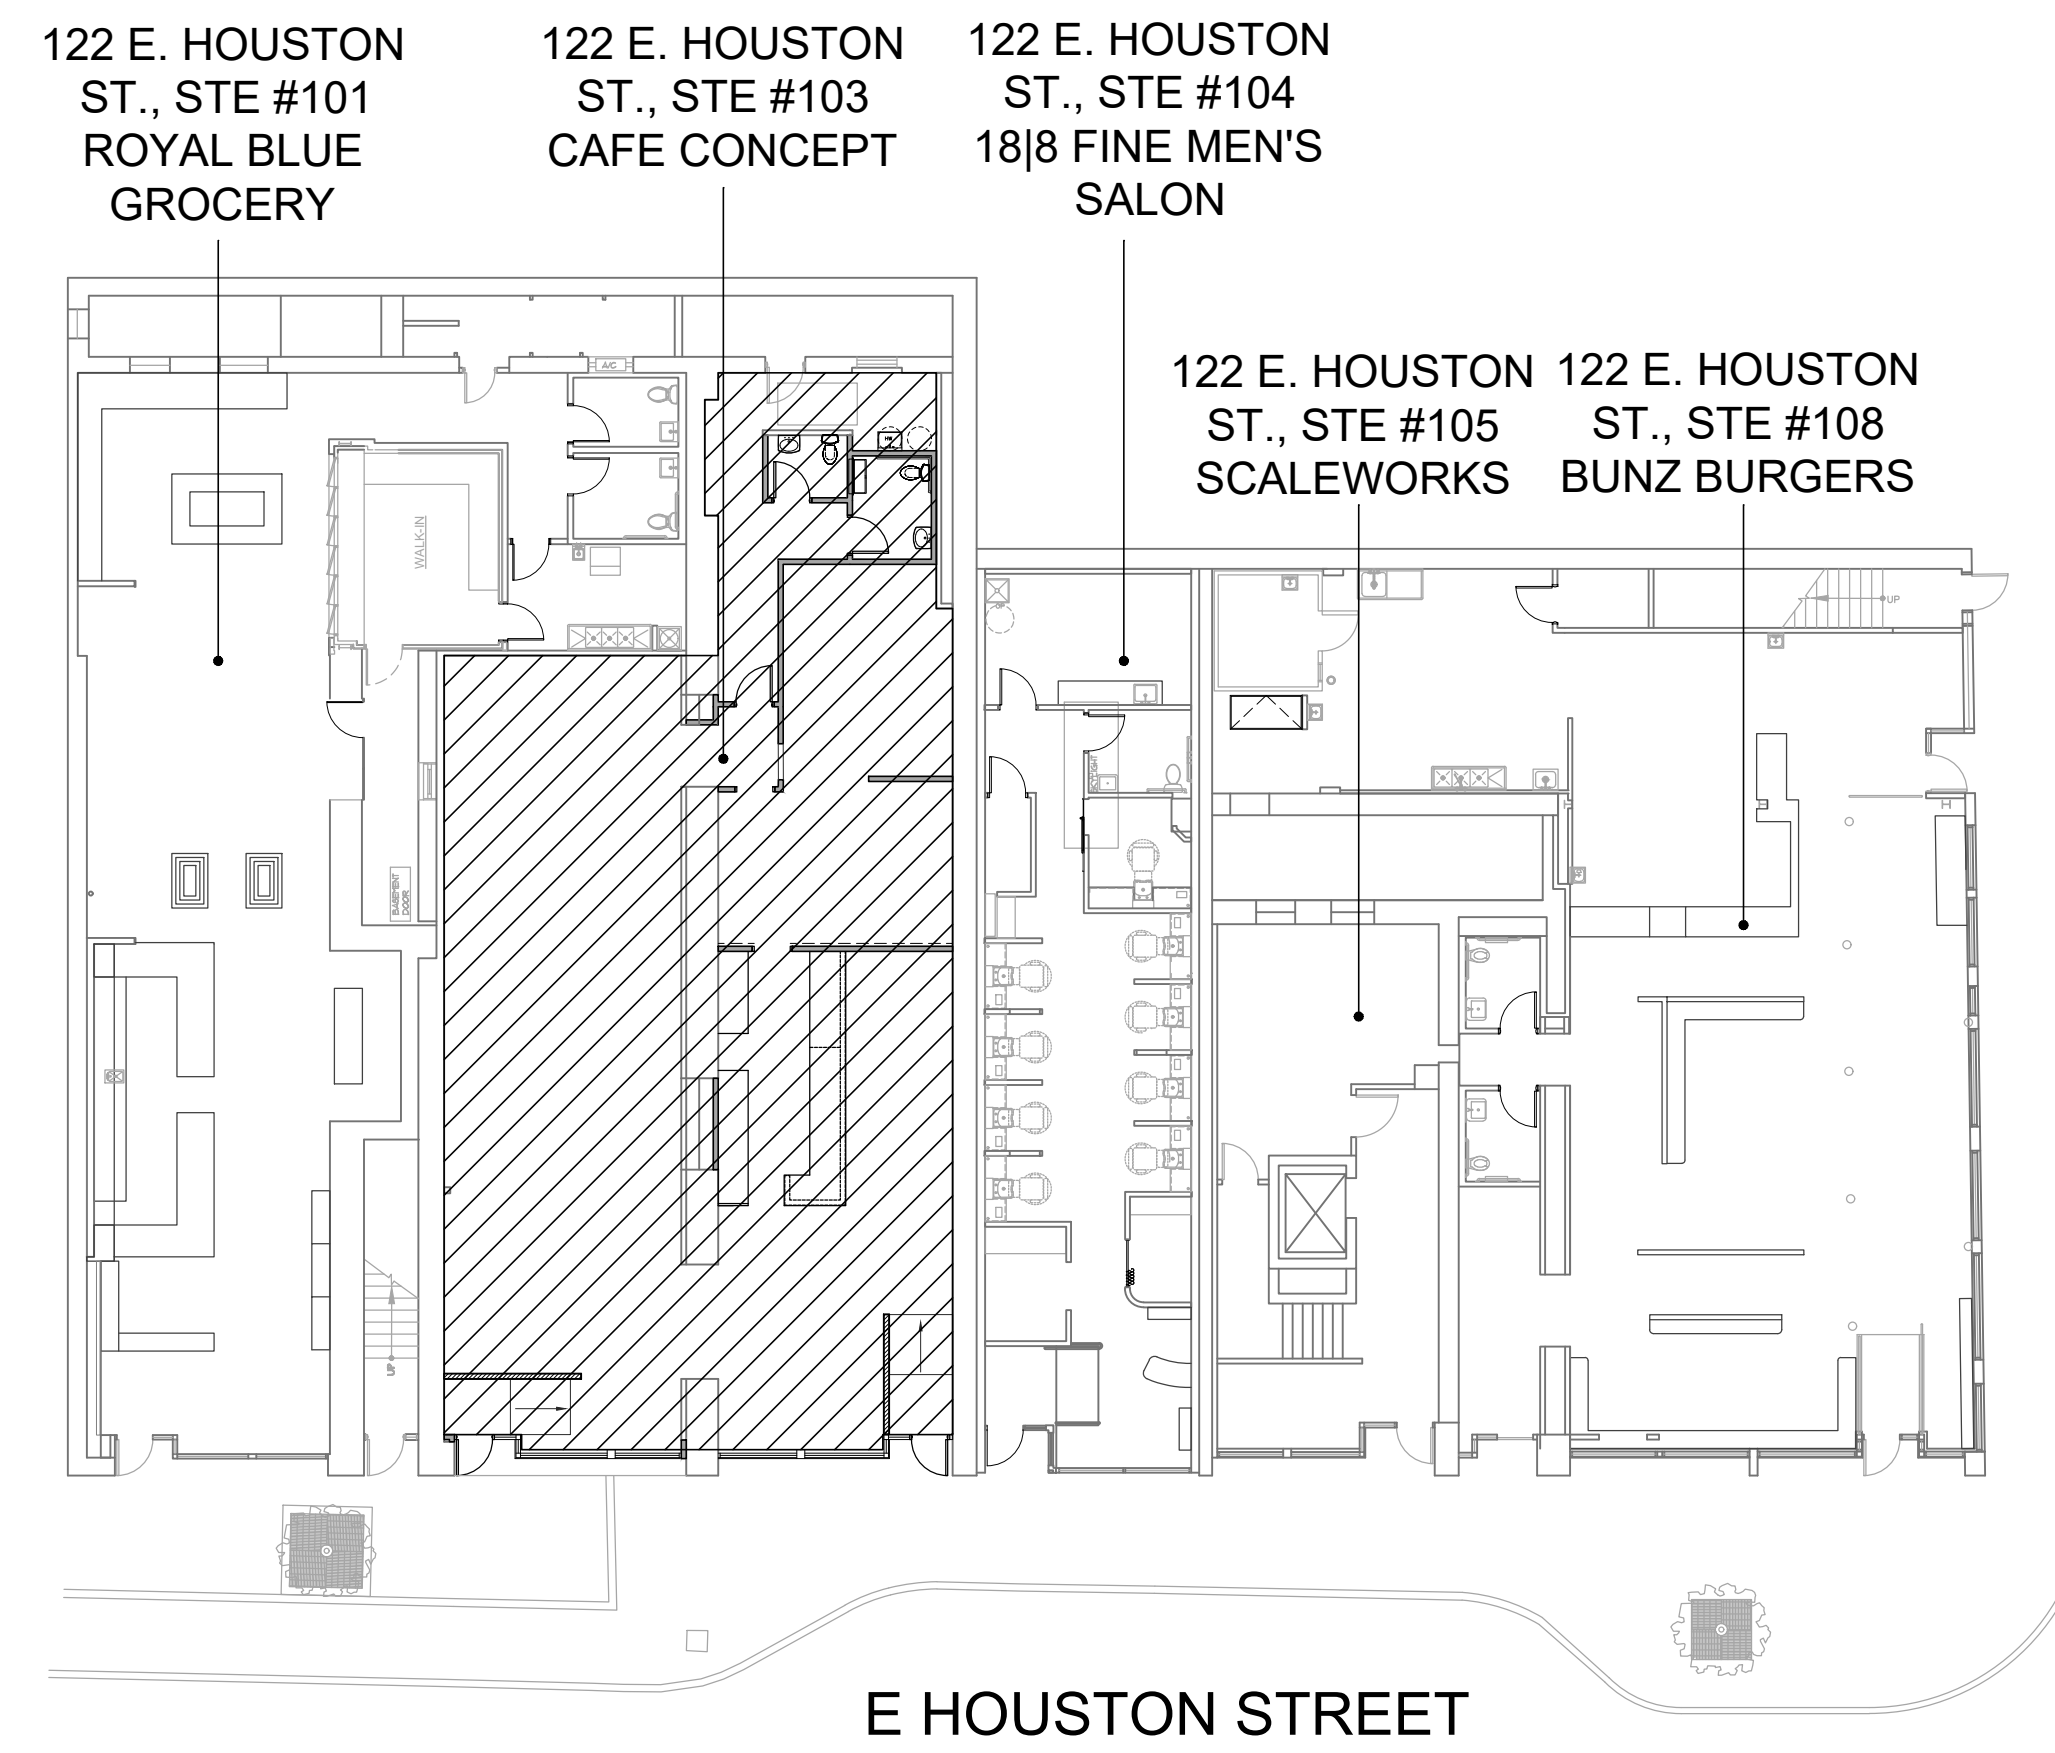 122 E. HOUSTON
ST., STE #101
ROYAL BLUE
GROCERY
122 E. HOUSTON
ST., STE #103
CAFE CONCEPT
122 E. HOUSTON
ST., STE #104
18|8 FINE MEN'S
SALON
122 E. HOUSTON
ST., STE #105
SCALEWORKS
122 E. HOUSTON
ST., STE #108
BUNZ BURGERS
A/C
HW
WALK-IN
UP
BASEMENT
DOOR
UP
E HOUSTON STREET